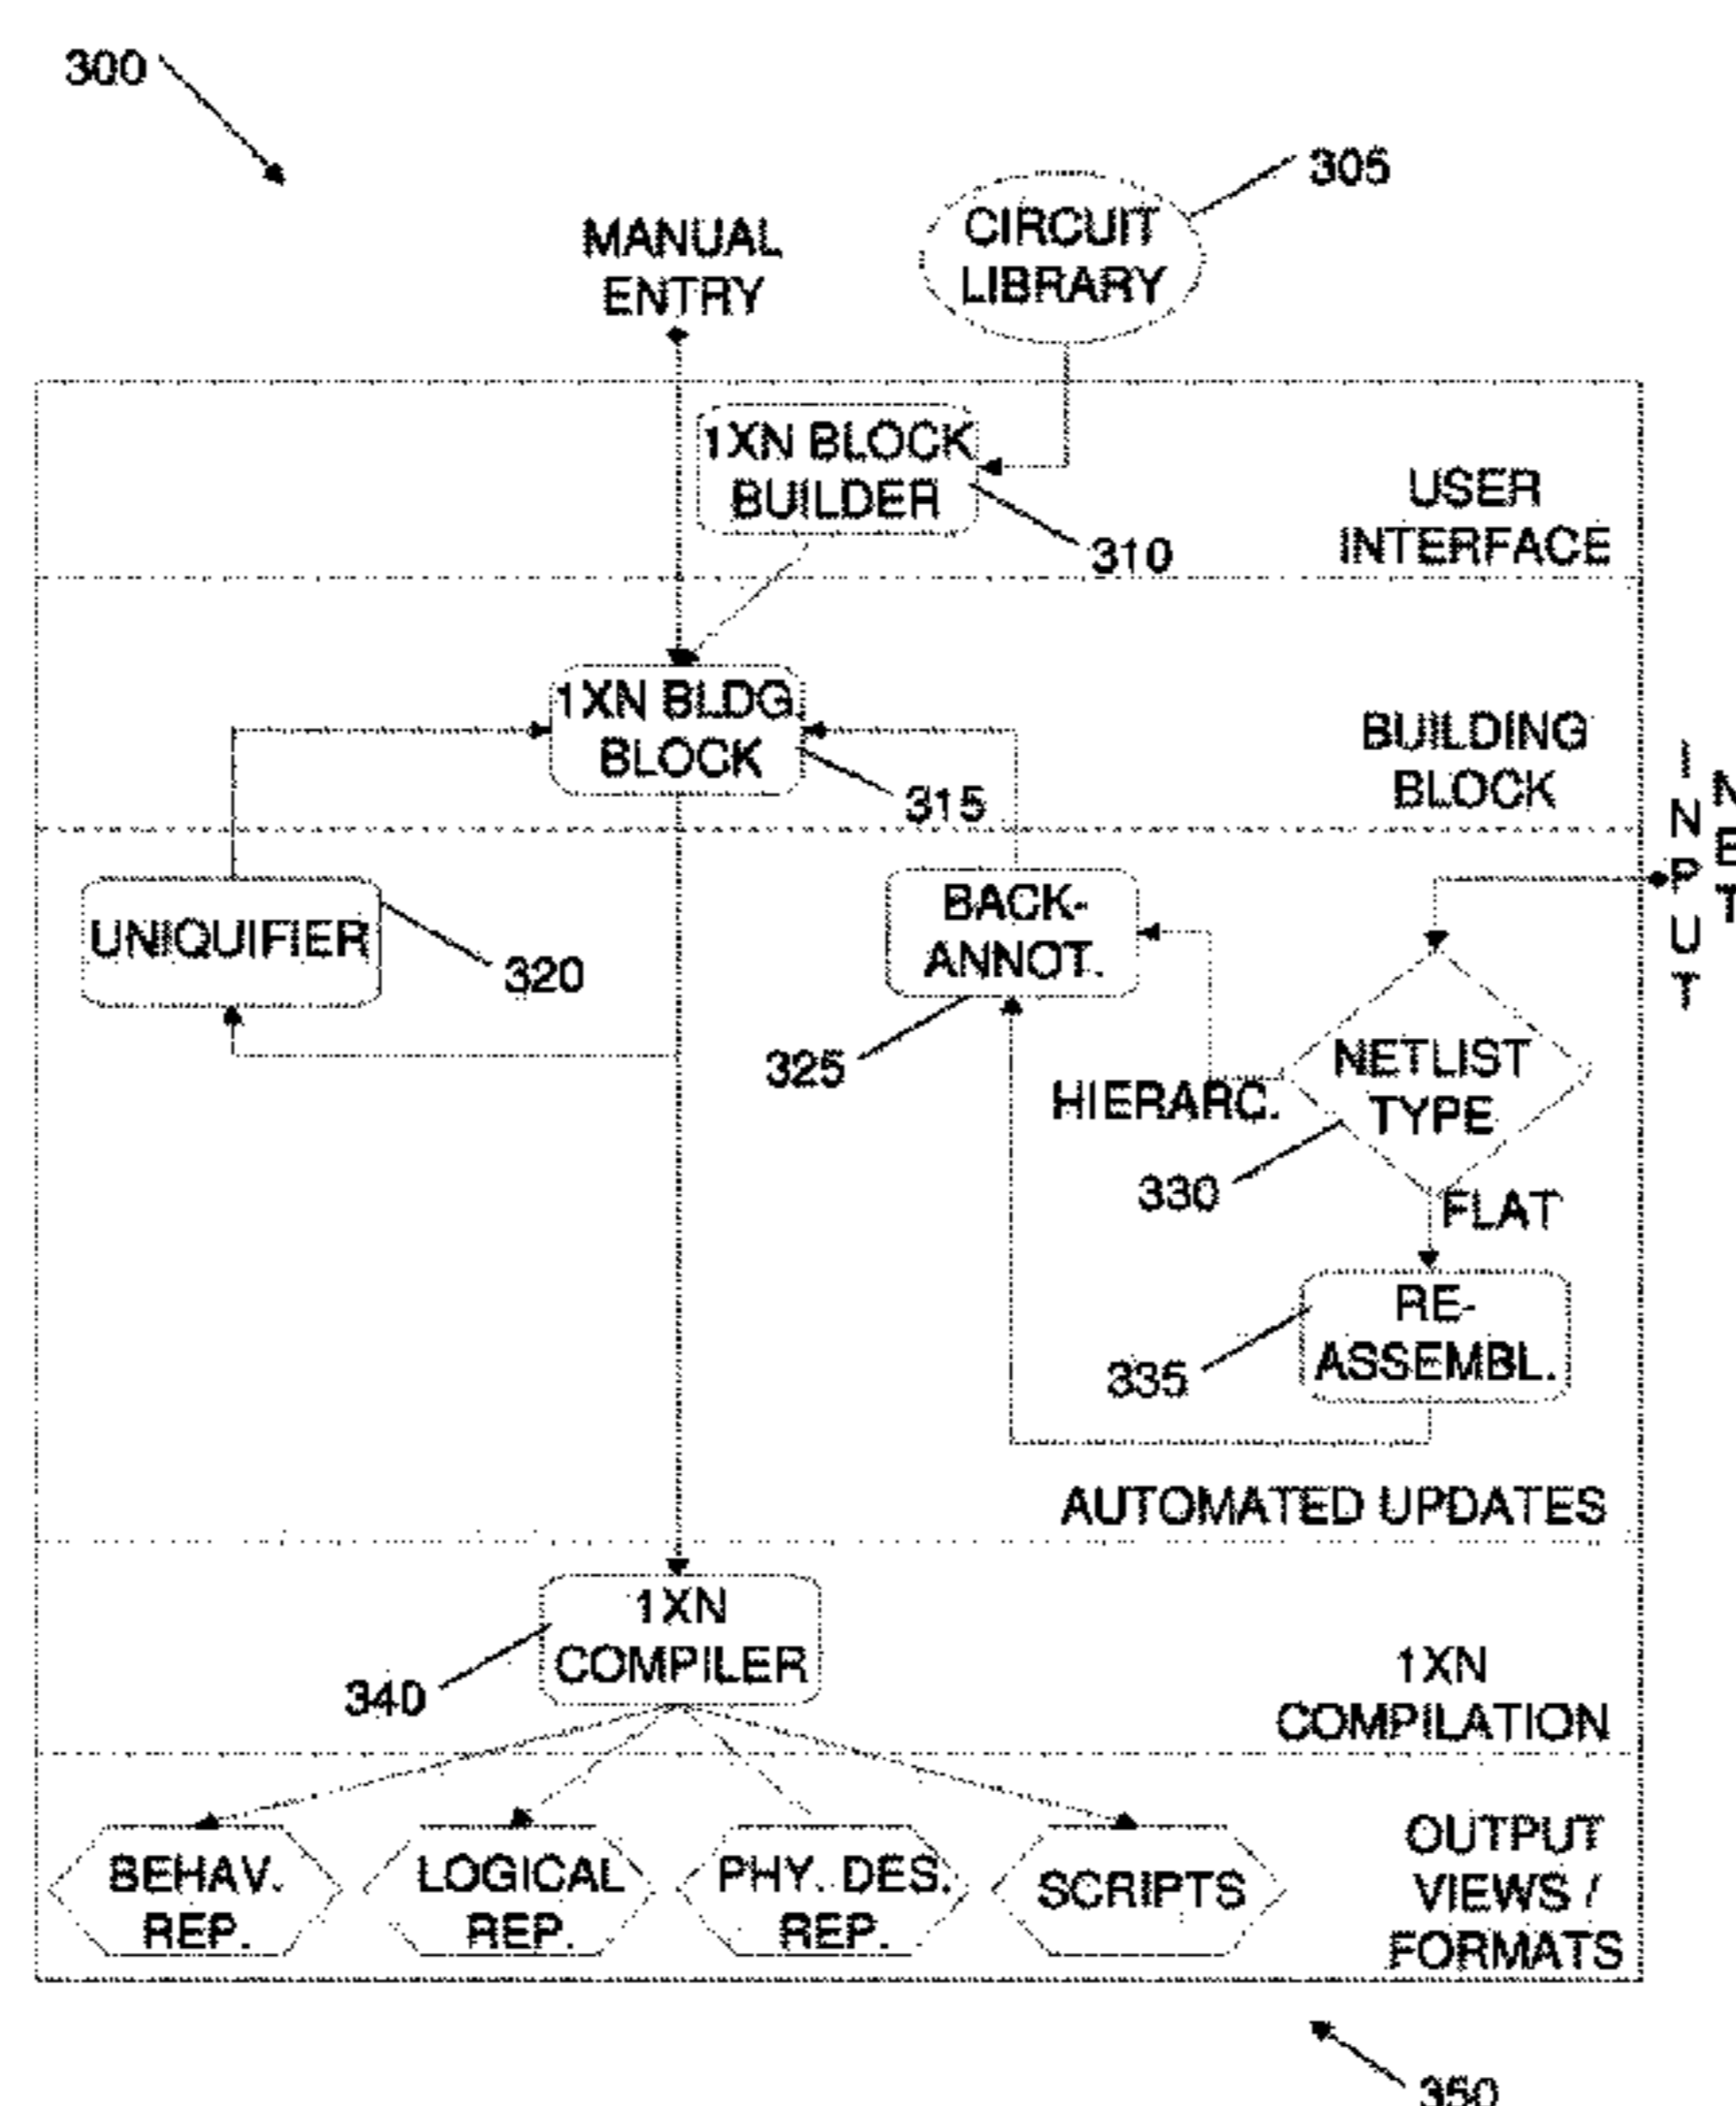 300
305
CIRCUIT
LIBRARY
MANUAL
ENTRY
1XN BLOCK
BUILDER
310
USER
INTERFACE
1XN BLDG.
BLOCK
315
BUILDING
BLOCK
INPUT
UNIQUIFIER
320
BACK-
ANNOT.
325
HIERARC.
NETLIST
TYPE
330
FLAT
RE-
ASSEMBL.
335
AUTOMATED UPDATES
1XN
COMPILER
340
1XN
COMPILATION
BEHAV.
REP.
LOGICAL
REP.
PHY. DES.
REP.
SCRIPTS
OUTPUT
VIEWS /
FORMATS
350